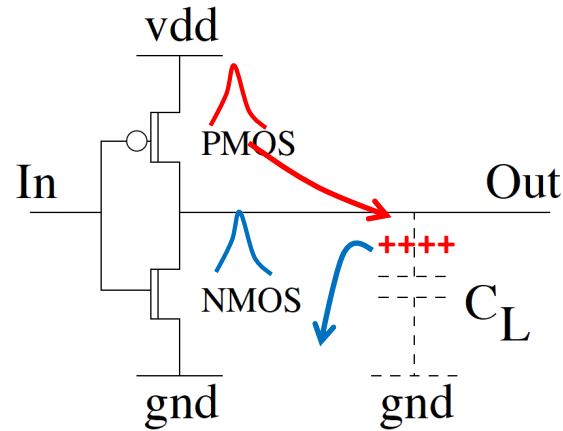 vdd
PMOS
In
Out
++++
NMOS
CL
gnd
gnd